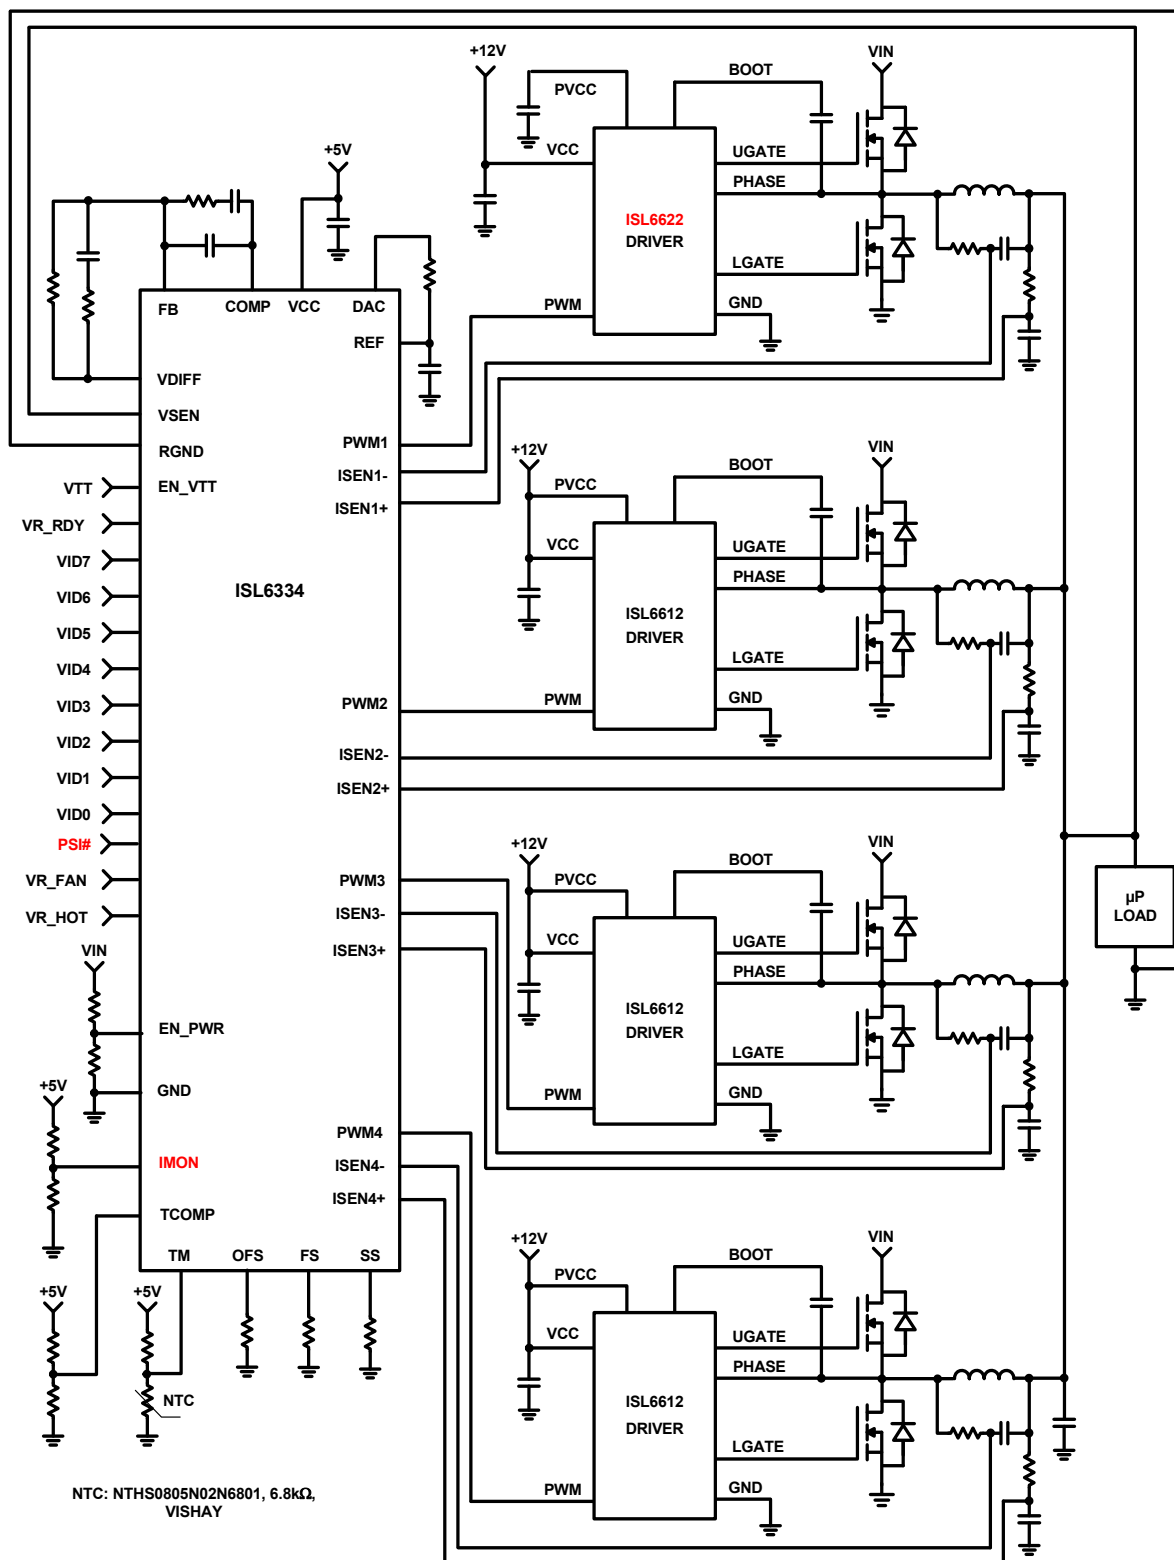 +12V
PVCC
BOOT
VIN
VCC
UGATE
PHASE
ISL6622
DRIVER
LGATE
PWM
GND
+5V
FB
COMP
VCC
DAC
REF
VDIFF
VSEN
RGND
VTT
EN_VTT
VR_RDY
VID7
VID6
VID5
VID4
VID3
VID2
VID1
VID0
PSI#
VR_FAN
VR_HOT
VIN
EN_PWR
GND
+5V
IMON
TCOMP
TM
OFS
FS
SS
ISL6334
PWM1
ISEN1-
ISEN1+
PWM2
ISEN2-
ISEN2+
PWM3
ISEN3-
ISEN3+
PWM4
ISEN4-
ISEN4+
+12V
PVCC
BOOT
VIN
VCC
UGATE
PHASE
ISL6612
DRIVER
LGATE
PWM
GND
+12V
PVCC
BOOT
VIN
VCC
UGATE
PHASE
ISL6612
DRIVER
LGATE
PWM
GND
µP
LOAD
+12V
PVCC
BOOT
VIN
VCC
UGATE
PHASE
ISL6612
DRIVER
LGATE
PWM
GND
+5V
+5V
NTC
NTC: NTHS0805N02N6801, 6.8kΩ,
VISHAY